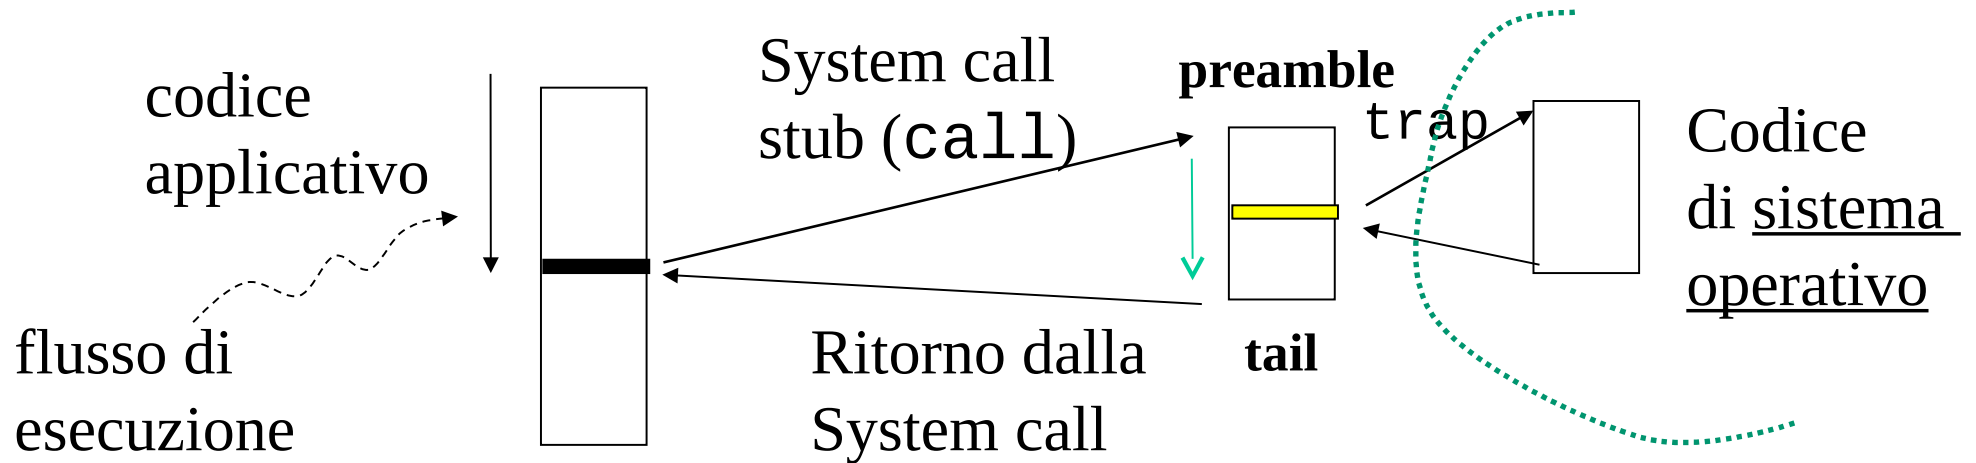 codice
applicativo
flusso di
esecuzione
System call
stub (call)
Ritorno dalla
System call
preamble
tail
trap
Codice
di sistema
operativo